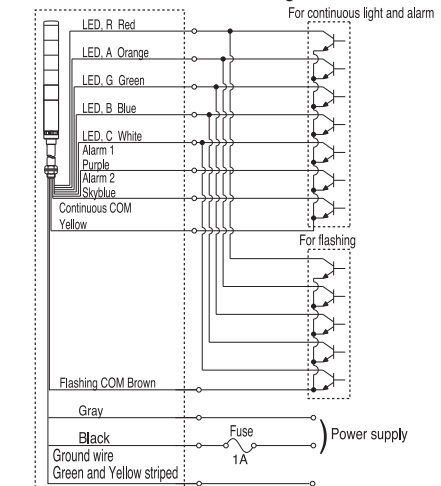 For continuous light and alarm
LED, R Red
LED, A Orange
LED, G Green
LED, B Blue
LED, C White
Alarm 1
Purple
Alarm 2
Skyblue
Continuous COM
Yellow
For flashing
Flashing COM Brown
Gray
Black
Fuse
1A
Power supply
Ground wire
Green and Yellow striped